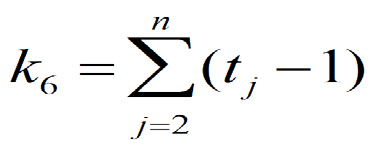 k_6 = \sum_{j=2}^{n} (t_j - 1)